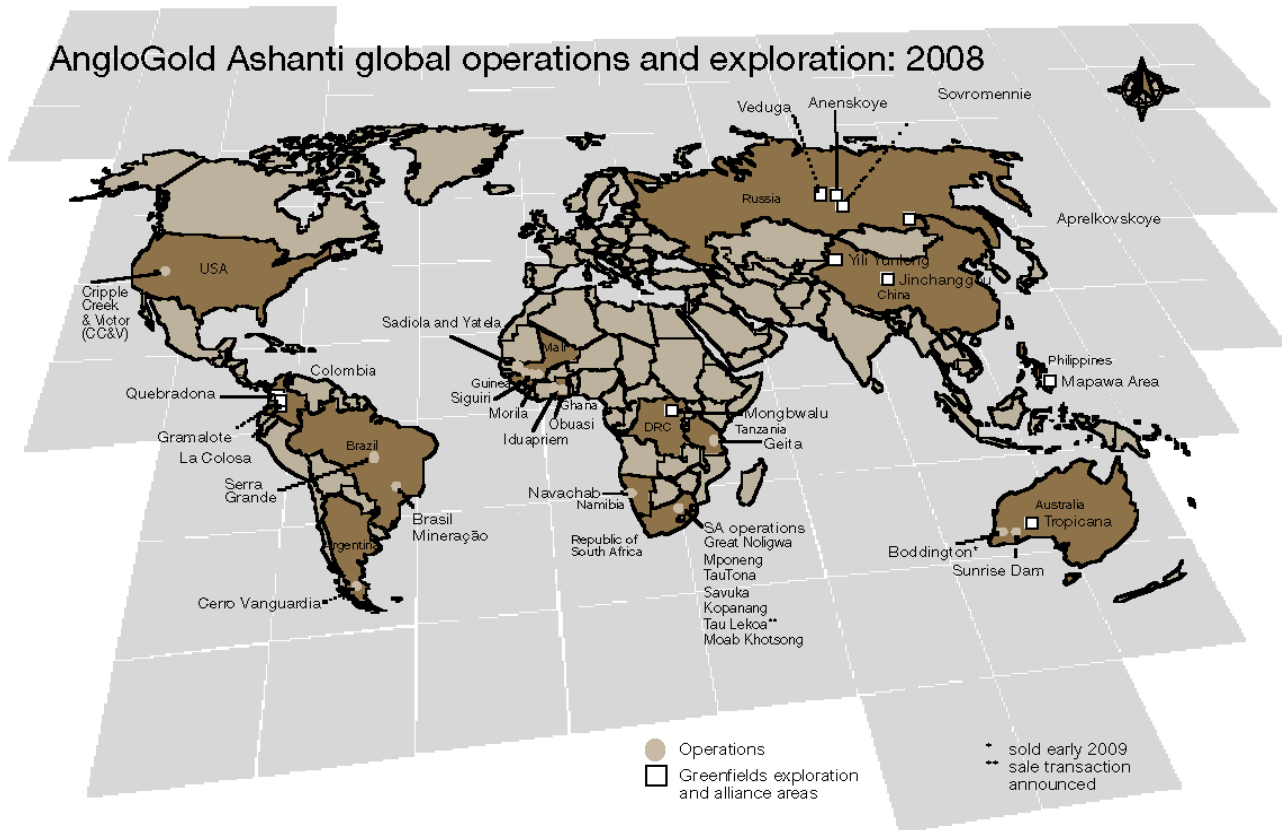 AngloGold Ashanti global operations and exploration: 2008
Sovromennie
Anenskoye
Veduga
Russia
Aprelkovskoye
USA
Yili Yunlong
Jinchanggou
China
Cripple
Creek
& Victor
(CC&V)
Sadiola and Yatela
Mali
Philippines
Mapawa Area
Colombia
Quebradona
Guinea
Siguiri
Morila
Ghana
Obuasi
Iduapriem
DRC
Mongbwalu
Tanzania
Geita
Gramalote
La Colosa
Brazil
Serra
Grande
Brasil
Mineração
Navachab
Namibia
Argentina
Cerro Vanguardia
Republic of
South Africa
SA operations
Great Noligwa
Mponeng
TauTona
Savuka
Kopanang
Tau Lekoa**
Moab Khotsong
Australia
Tropicana
Boddington*
Sunrise Dam
Operations
Greenfields exploration
and alliance areas
* sold early 2009
** sale transaction
announced